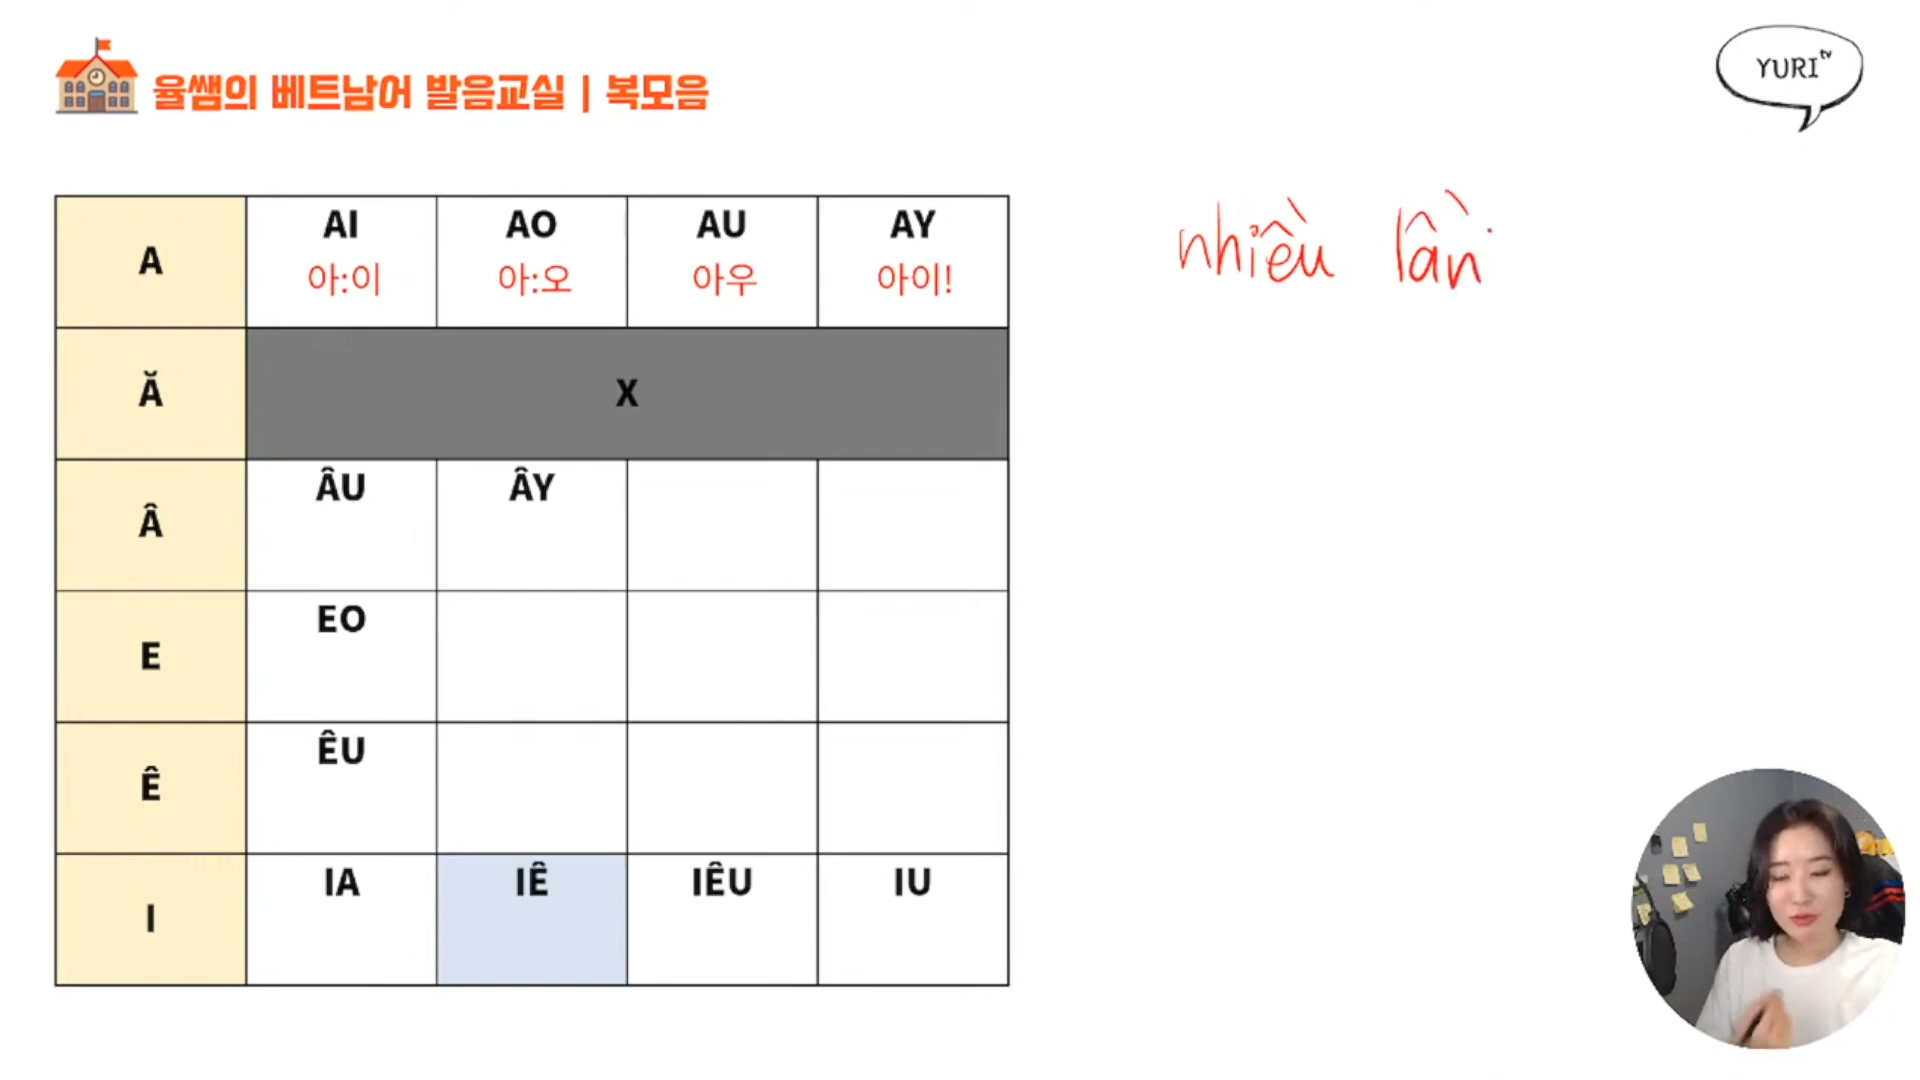 율쌤의 베트남어 발음교실 | 복모음
YURI tv
nhiều lần
A AI AO AU AY
아:이 아:오 아우 아이!
Ă X
Â ÂU ÂY
E EO
Ê ÊU
I IA IÊ IÊU IU